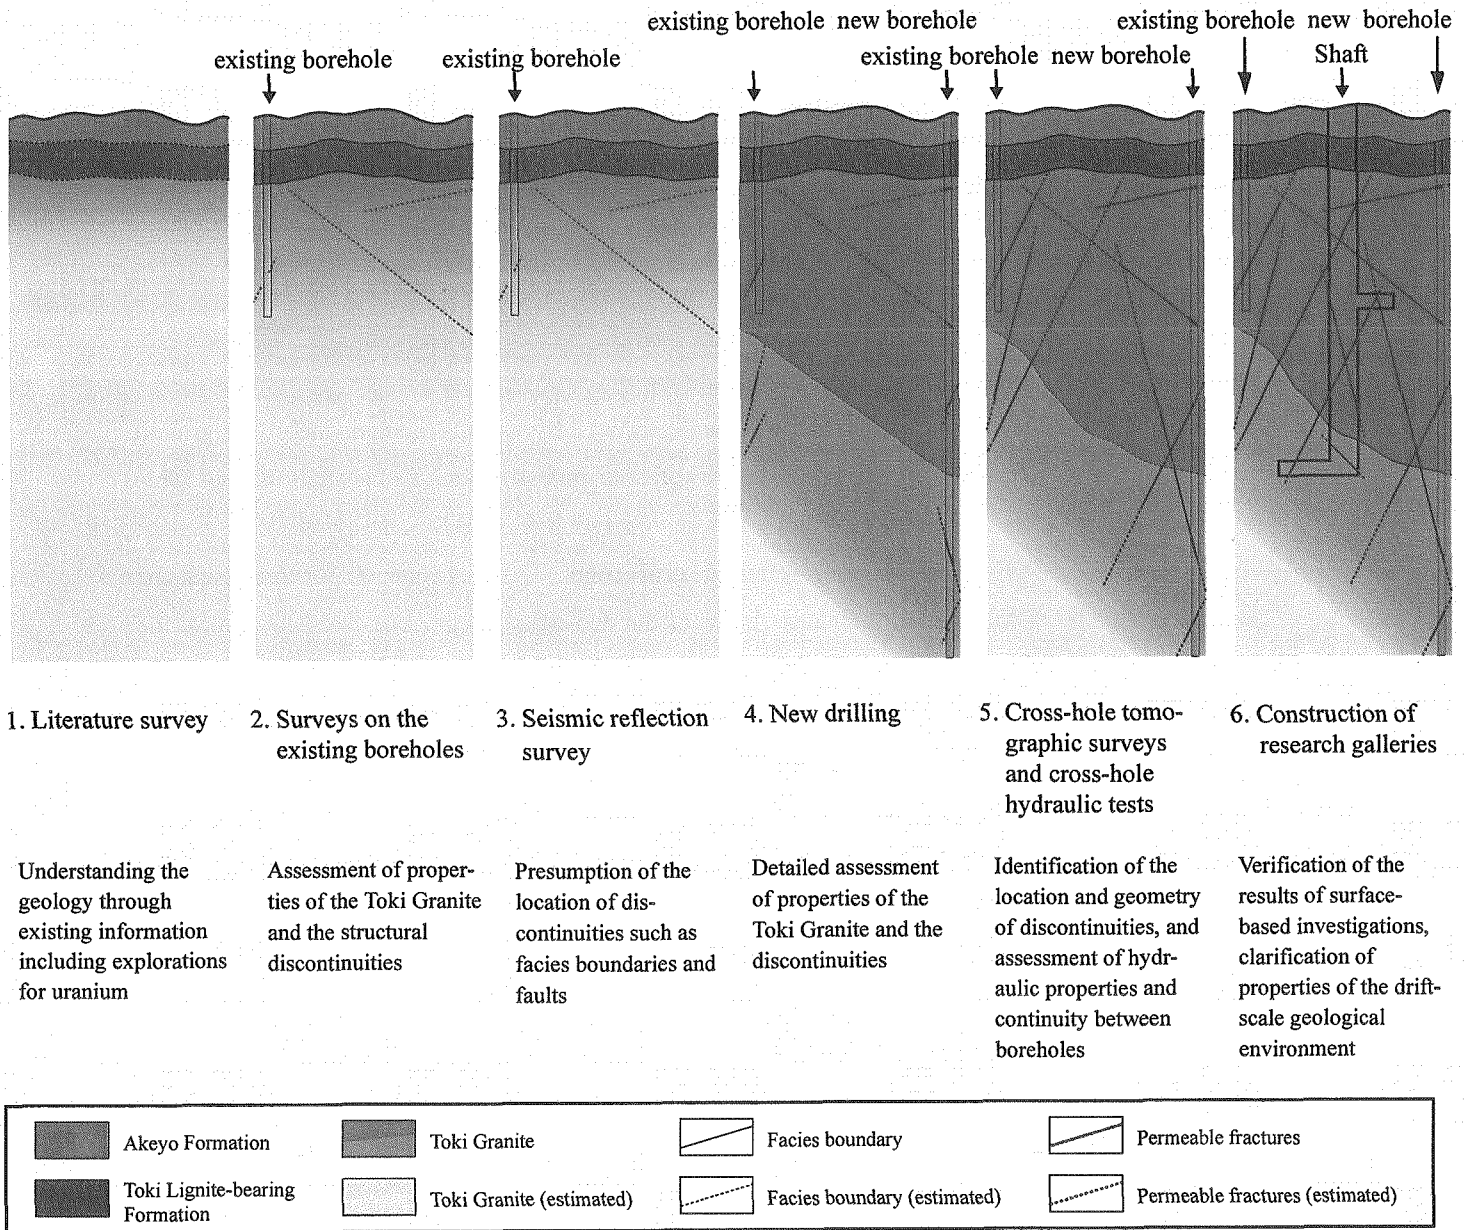 existing borehole new borehole
existing borehole new borehole
existing borehole
existing borehole
existing borehole new borehole
Shaft
1. Literature survey
2. Surveys on the
existing boreholes
3. Seismic reflection
survey
4. New drilling
5. Cross-hole tomo-
graphic surveys
and cross-hole
hydraulic tests
6. Construction of
research galleries
Understanding the
geology through
existing information
including explorations
for uranium
Assessment of proper-
ties of the Toki Granite
and the structural
discontinuities
Presumption of the
location of dis-
continuities such as
facies boundaries and
faults
Detailed assessment
of properties of the
Toki Granite and the
discontinuities
Identification of the
location and geometry
of discontinuities, and
assessment of hydr-
aulic properties and
continuity between
boreholes
Verification of the
results of surface-
based investigations,
clarification of
properties of the drift-
scale geological
environment
Akeyo Formation
Toki Granite
Facies boundary
Permeable fractures
Toki Lignite-bearing
Formation
Toki Granite (estimated)
Facies boundary (estimated)
Permeable fractures (estimated)